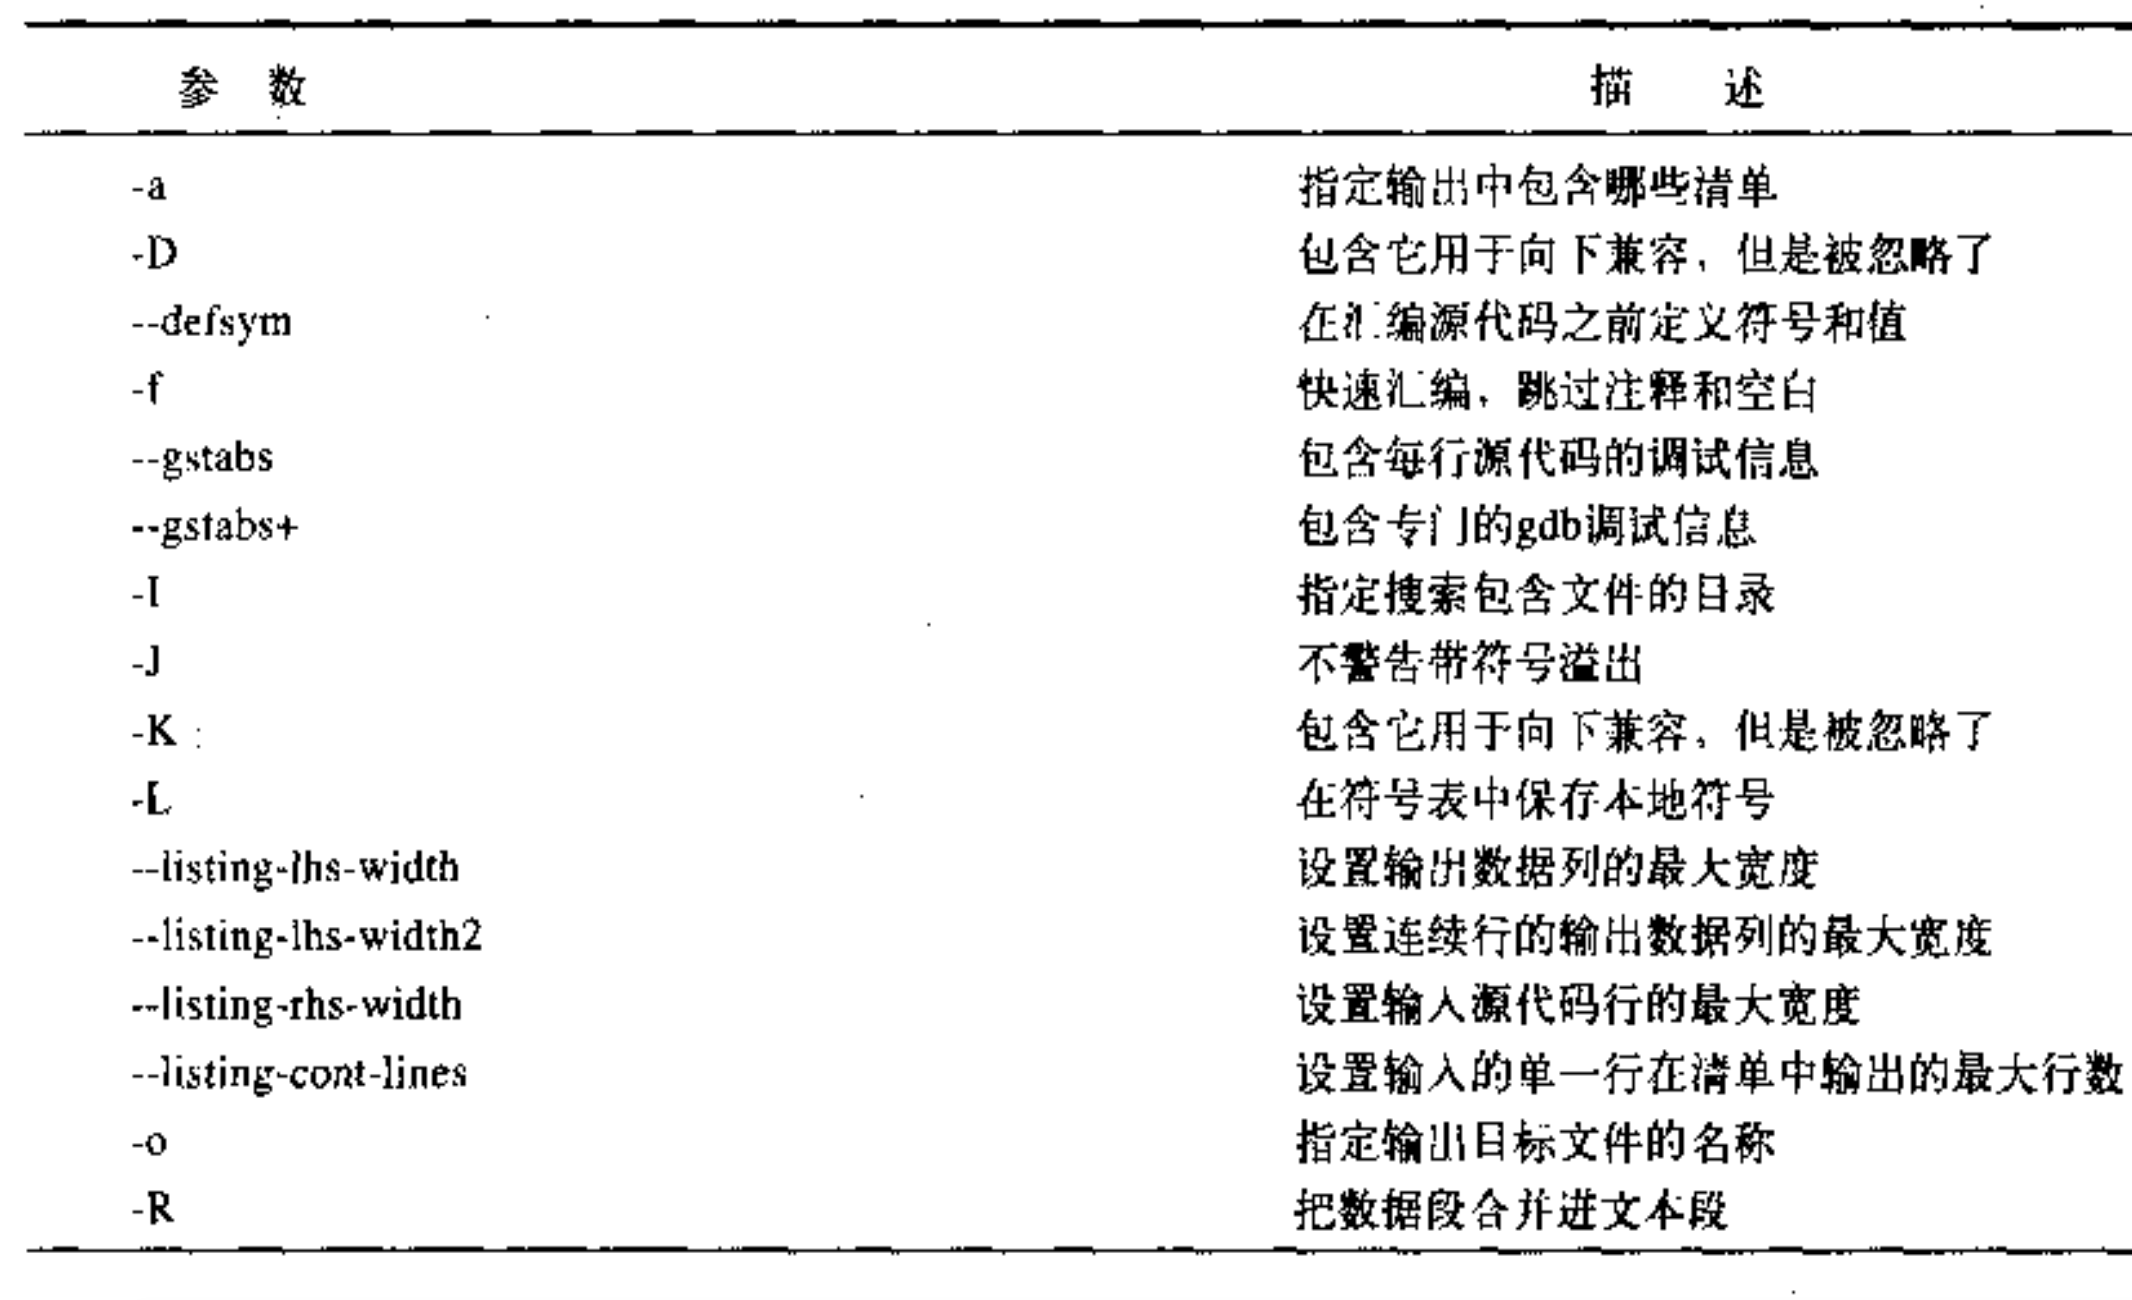 参 数 描 述
-a 指定输出中包含哪些清单
-D 包含它用于向下兼容，但是被忽略了
--defsym 在汇编源代码之前定义符号和值
-f 快速汇编，跳过注释和空白
--gstabs 包含每行源代码的调试信息
--gstabs+ 包含专门的gdb调试信息
-I 指定搜索包含文件的目录
-J 不警告带符号溢出
-K 包含它用于向下兼容，但是被忽略了
-L 在符号表中保存本地符号
--listing-lhs-width 设置输出数据列的最大宽度
--listing-lhs-width2 设置连续行的输出数据列的最大宽度
--listing-rhs-width 设置输入源代码行的最大宽度
--listing-cont-lines 设置输入的单一行在清单中输出的最大行数
-o 指定输出目标文件的名称
-R 把数据段合并进文本段